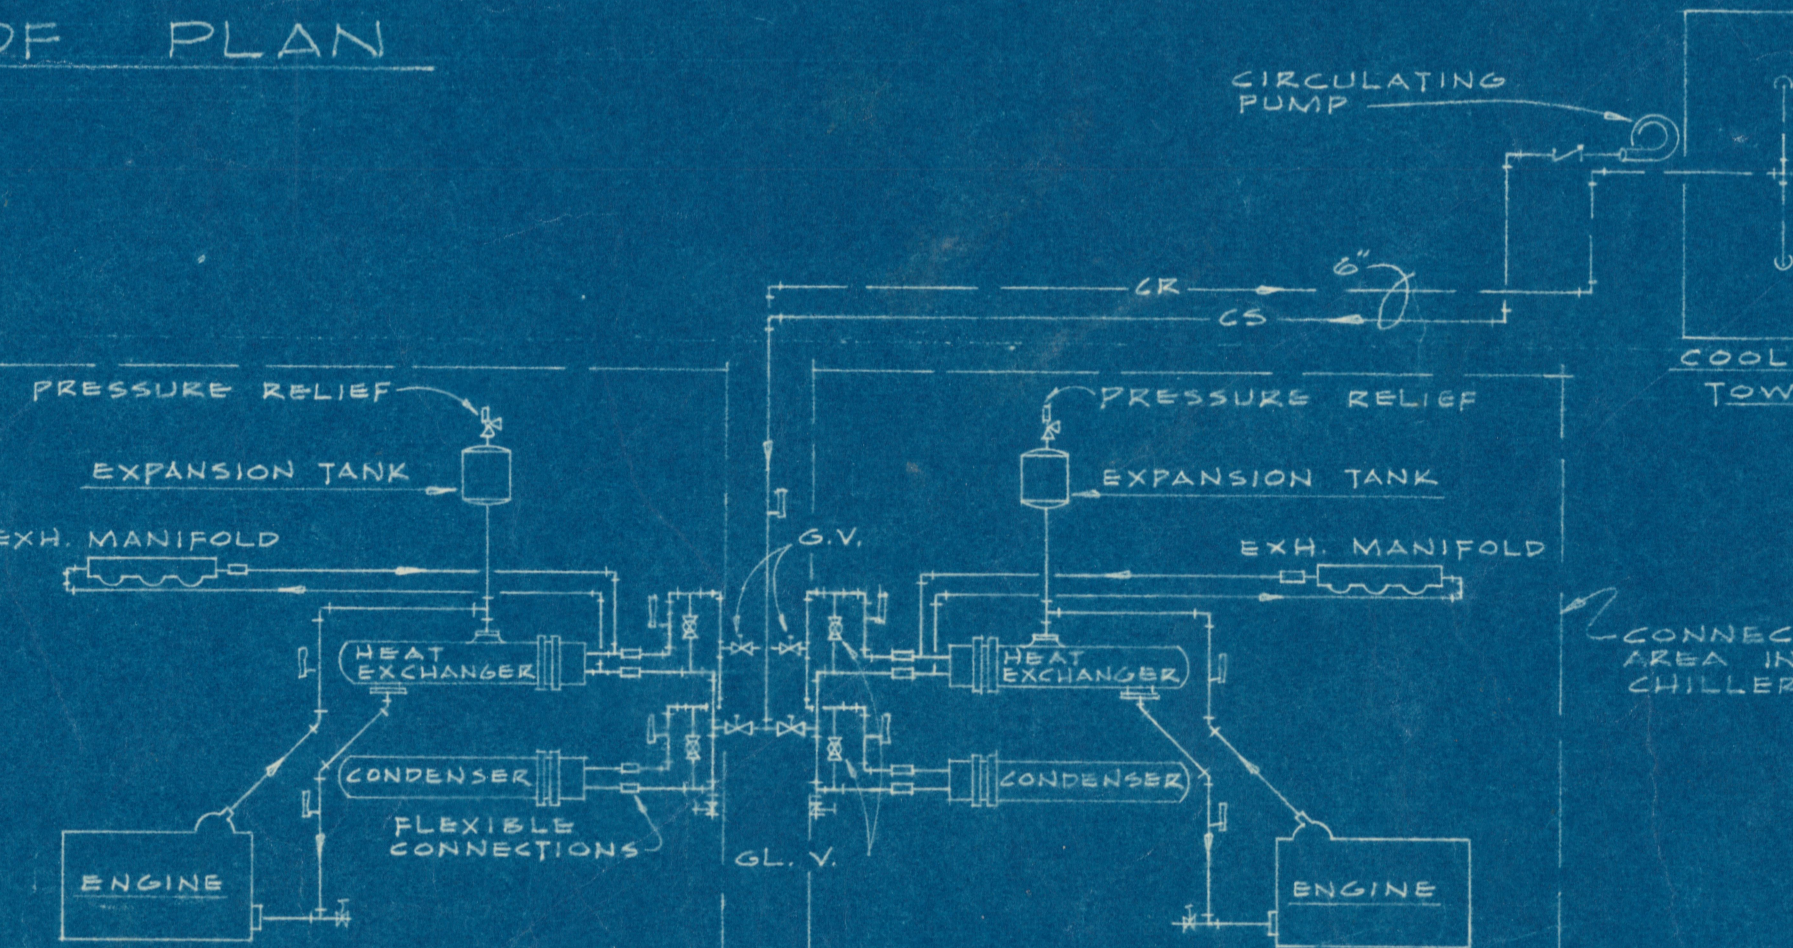 OF PLAN
CIRCULATING
PUMP
6"
CR
CS
COOL
TOW
PRESSURE RELIEF
PRESSURE RELIEF
EXPANSION TANK
EXPANSION TANK
EXH. MANIFOLD
G.V.
EXH. MANIFOLD
HEAT
EXCHANGER
HEAT
EXCHANGER
CONNEC
AREA IN
CHILLER
CONDENSER
CONDENSER
FLEXIBLE
CONNECTIONS
GL. V.
ENGINE
ENGINE